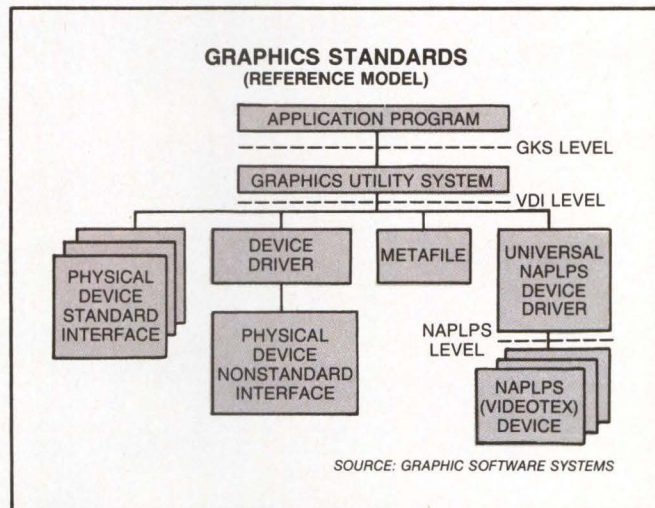 GRAPHICS STANDARDS
(REFERENCE MODEL)
APPLICATION PROGRAM
GKS LEVEL
GRAPHICS UTILITY SYSTEM
VDI LEVEL
PHYSICAL
DEVICE
STANDARD
INTERFACE
DEVICE
DRIVER
PHYSICAL
DEVICE
NONSTANDARD
INTERFACE
METAFILE
UNIVERSAL
NAPLPS
DEVICE
DRIVER
NAPLPS
LEVEL
NAPLPS
(VIDEOTEX)
DEVICE
SOURCE: GRAPHIC SOFTWARE SYSTEMS